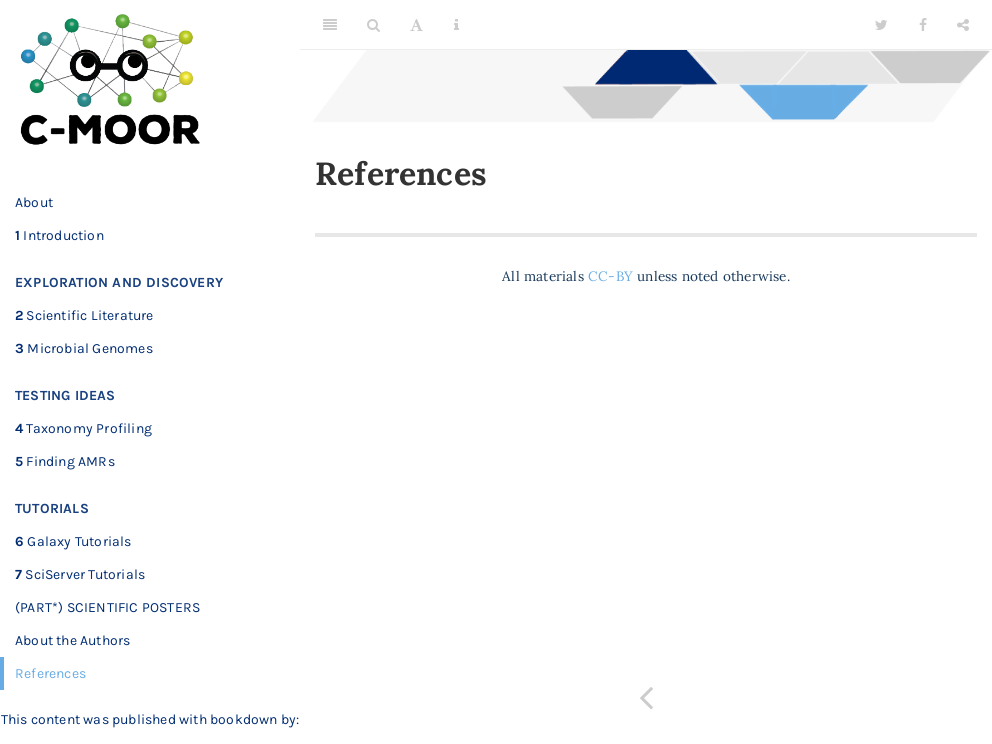 C-MOOR
About
1 Introduction
EXPLORATION AND DISCOVERY
2 Scientific Literature
3 Microbial Genomes
TESTING IDEAS
4 Taxonomy Profiling
5 Finding AMRs
TUTORIALS
6 Galaxy Tutorials
7 SciServer Tutorials
(PART*) SCIENTIFIC POSTERS
About the Authors
References
This content was published with bookdown by:
A
References
All materials CC-BY unless noted otherwise.